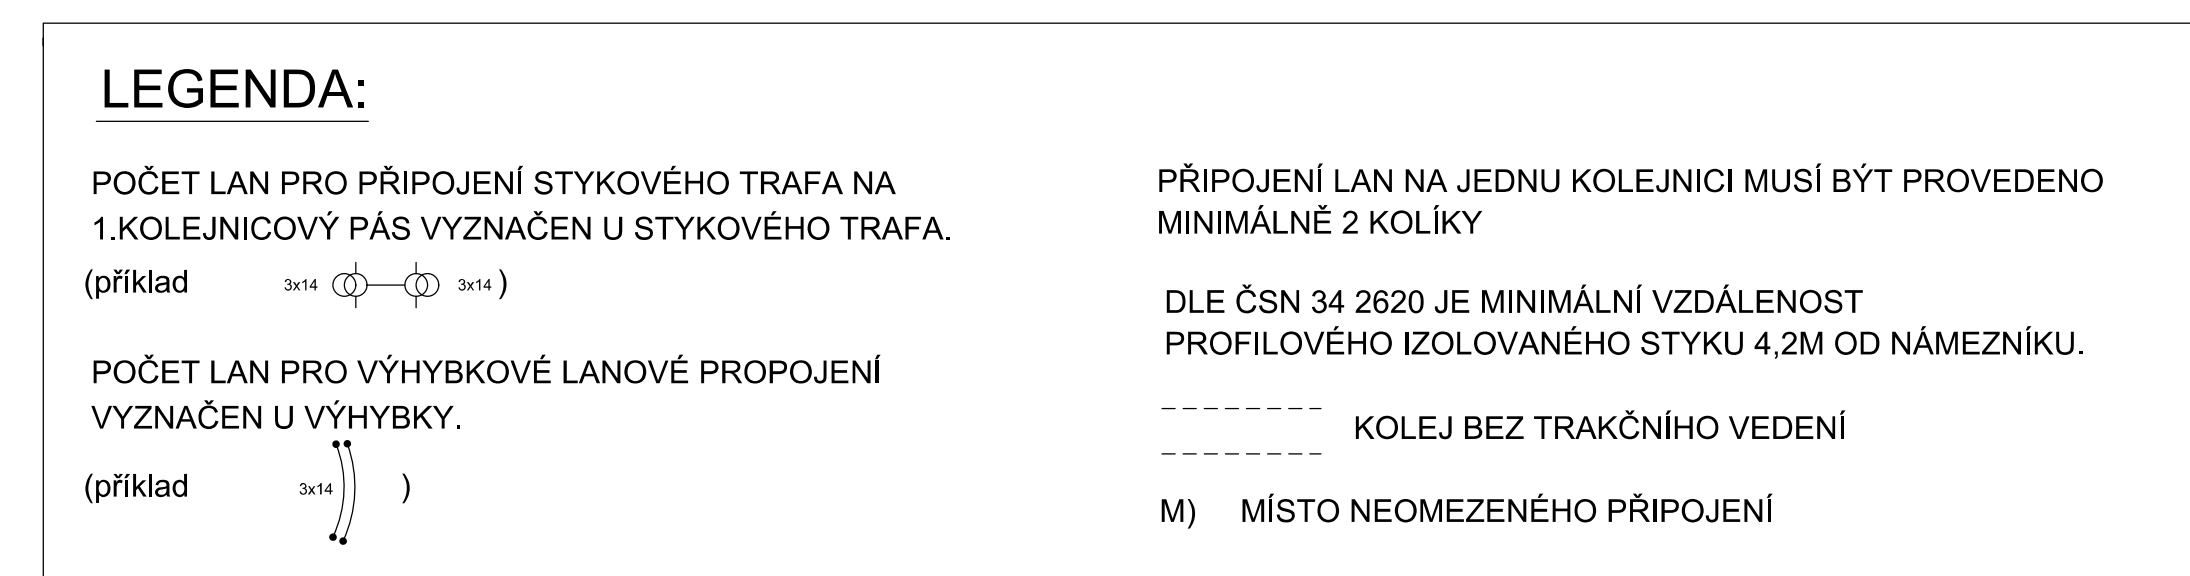 LEGENDA:
POČET LAN PRO PŘIPOJENÍ STYKOVÉHO TRAFA NA
1.KOLEJNICOVÝ PÁS VYZNAČEN U STYKOVÉHO TRAFA.
(příklad 3x14 3x14 )
POČET LAN PRO VÝHYBKOVÉ LANOVÉ PROPOJENÍ
VYZNAČEN U VÝHYBKY.
(příklad 3x14 )
PŘIPOJENÍ LAN NA JEDNU KOLEJNICI MUSÍ BÝT PROVEDENO
MINIMÁLNĚ 2 KOLÍKY
DLE ČSN 34 2620 JE MINIMÁLNÍ VZDÁLENOST
PROFILOVÉHO IZOLOVANÉHO STYKU 4,2M OD NÁMEZNÍKU.
KOLEJ BEZ TRAKČNÍHO VEDENÍ
M) MÍSTO NEOMEZENÉHO PŘIPOJENÍ